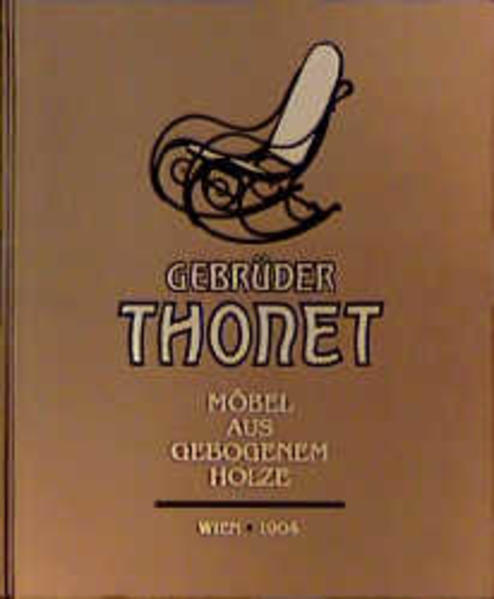 GEBRÜDER
THONET
MÖBEL
AUS
GEBOGENEM
HOLZE
WIEN • 1904